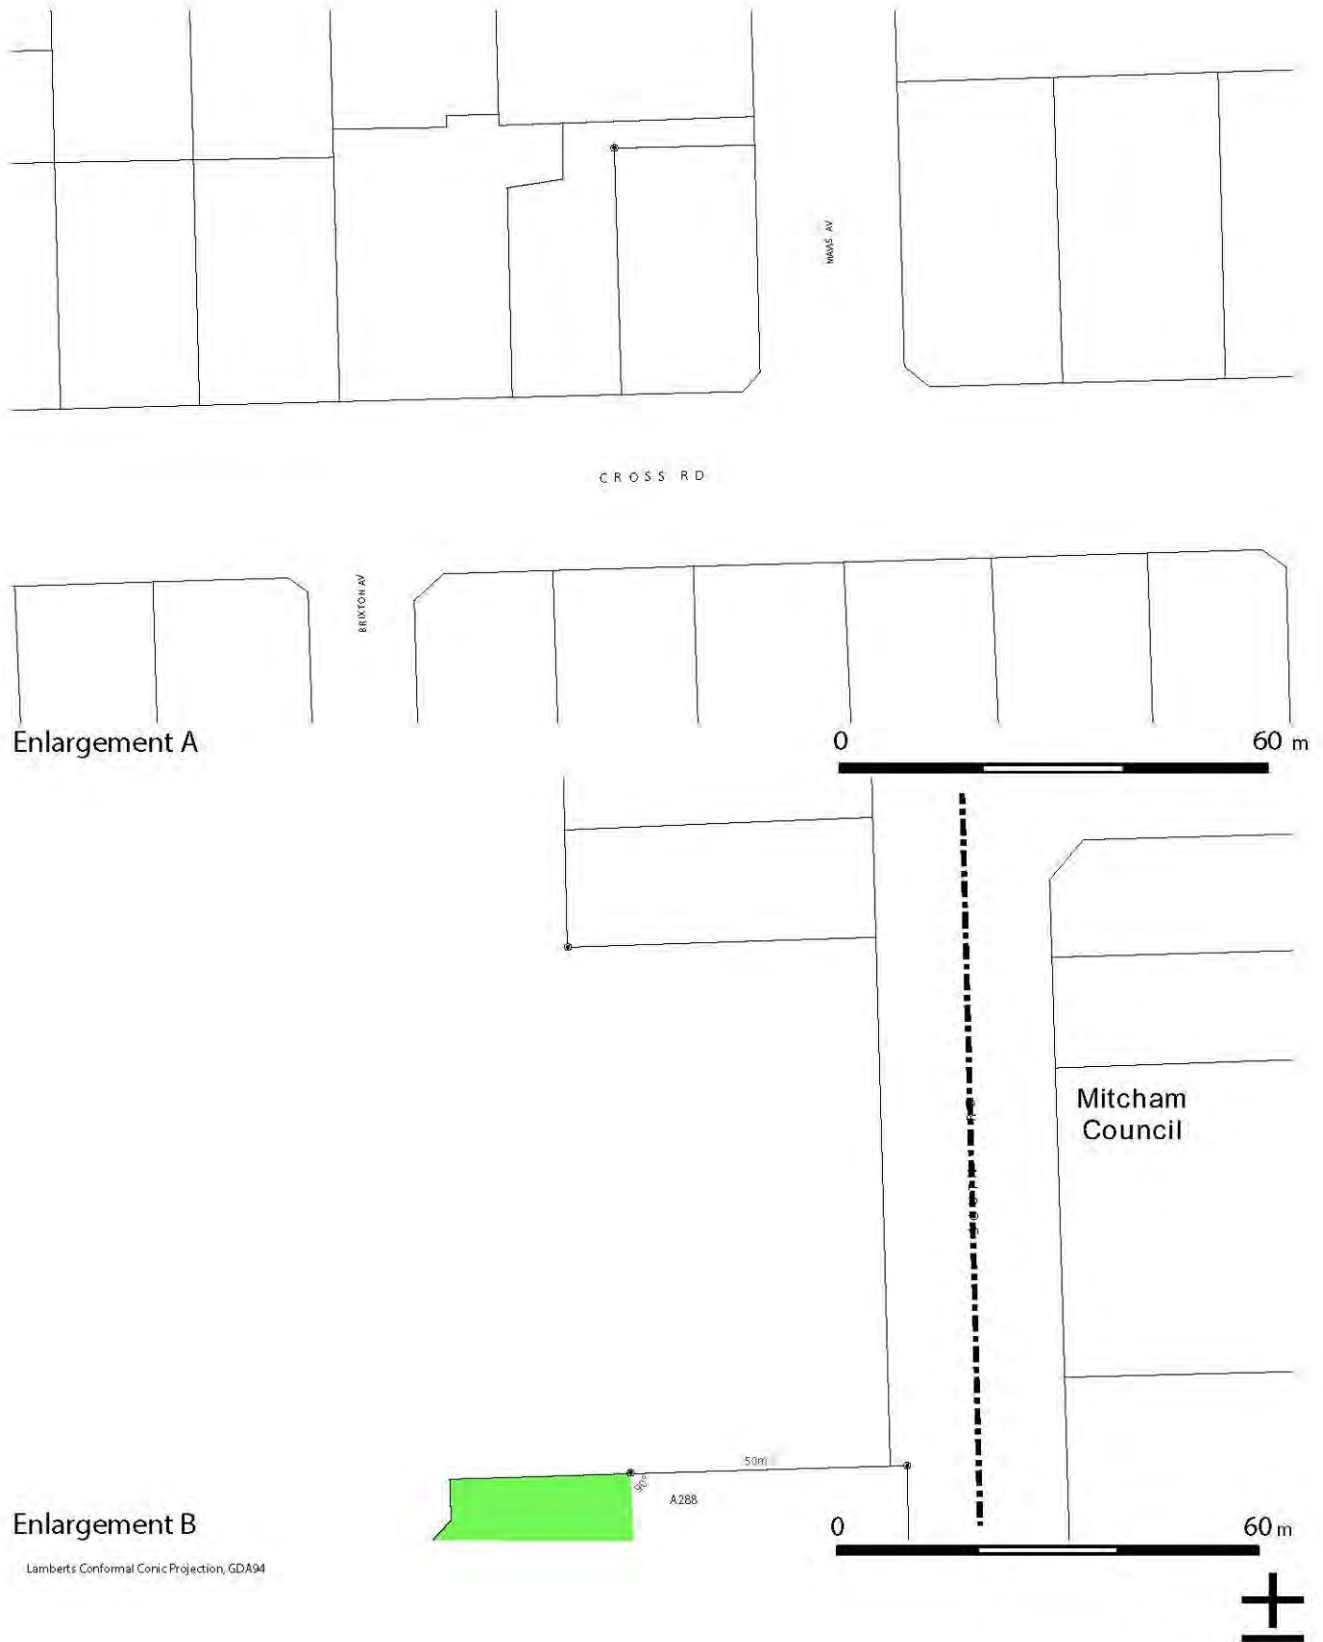 MAVIS AV
CROSS RD
BRIXTON AV
Enlargement A
0
60 m
Mitcham
Council
50m
90°
A288
Enlargement B
0
60 m
Lamberts Conformal Conic Projection, GDA94